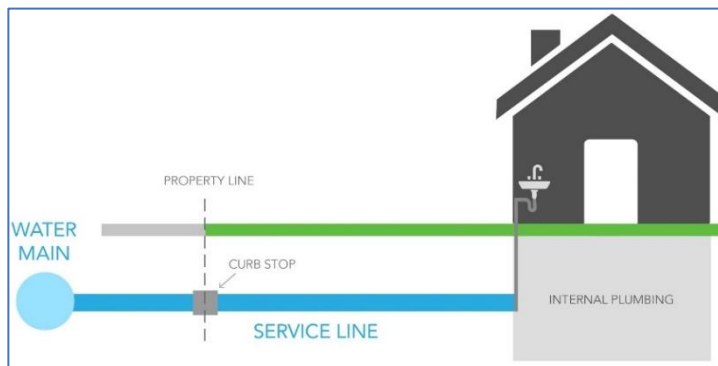 PROPERTY LINE
WATER
MAIN
CURB STOP
INTERNAL PLUMBING
SERVICE LINE